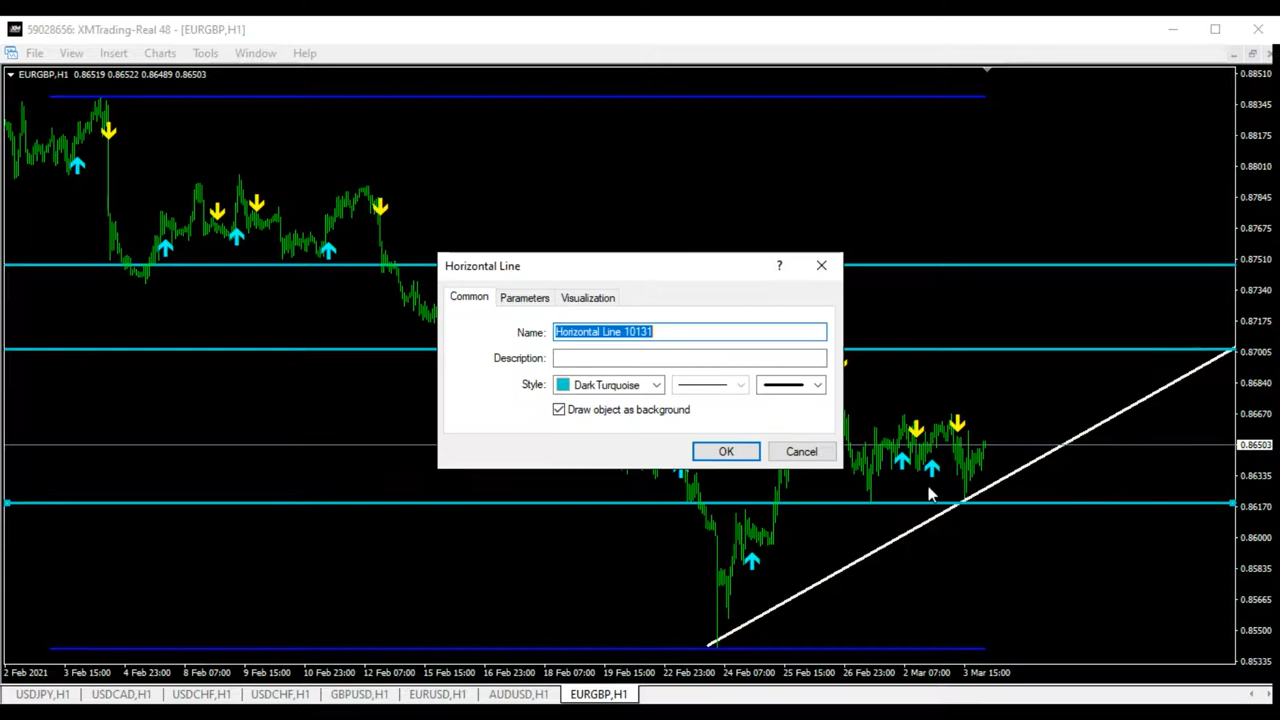 59028656: XMTrading-Real 48 - [EURGBP,H1]
File View Insert Charts Tools Window Help
EURGBP,H1 0.86519 0.86522 0.86489 0.86503
0.88510
0.88345
0.88175
0.88010
0.87845
0.87675
0.87510
0.87340
0.87175
0.87005
0.86840
0.86670
0.86503
0.86335
0.86170
0.86000
0.85835
0.85665
0.85500
0.85335
Horizontal Line
Common Parameters Visualization
Name: Horizontal Line 10131
Description:
Style: Dark Turquoise
Draw object as background
OK Cancel
2 Feb 2021 3 Feb 15:00 4 Feb 23:00 8 Feb 07:00 9 Feb 15:00 10 Feb 23:00 12 Feb 07:00 15 Feb 15:00 16 Feb 23:00 18 Feb 07:00 19 Feb 15:00 22 Feb 23:00 24 Feb 07:00 25 Feb 15:00 26 Feb 23:00 2 Mar 07:00 3 Mar 15:00
USDJPY,H1 USDCAD,H1 USDCHF,H1 USDCHF,H1 GBPUSD,H1 EURUSD,H1 AUDUSD,H1 EURGBP,H1